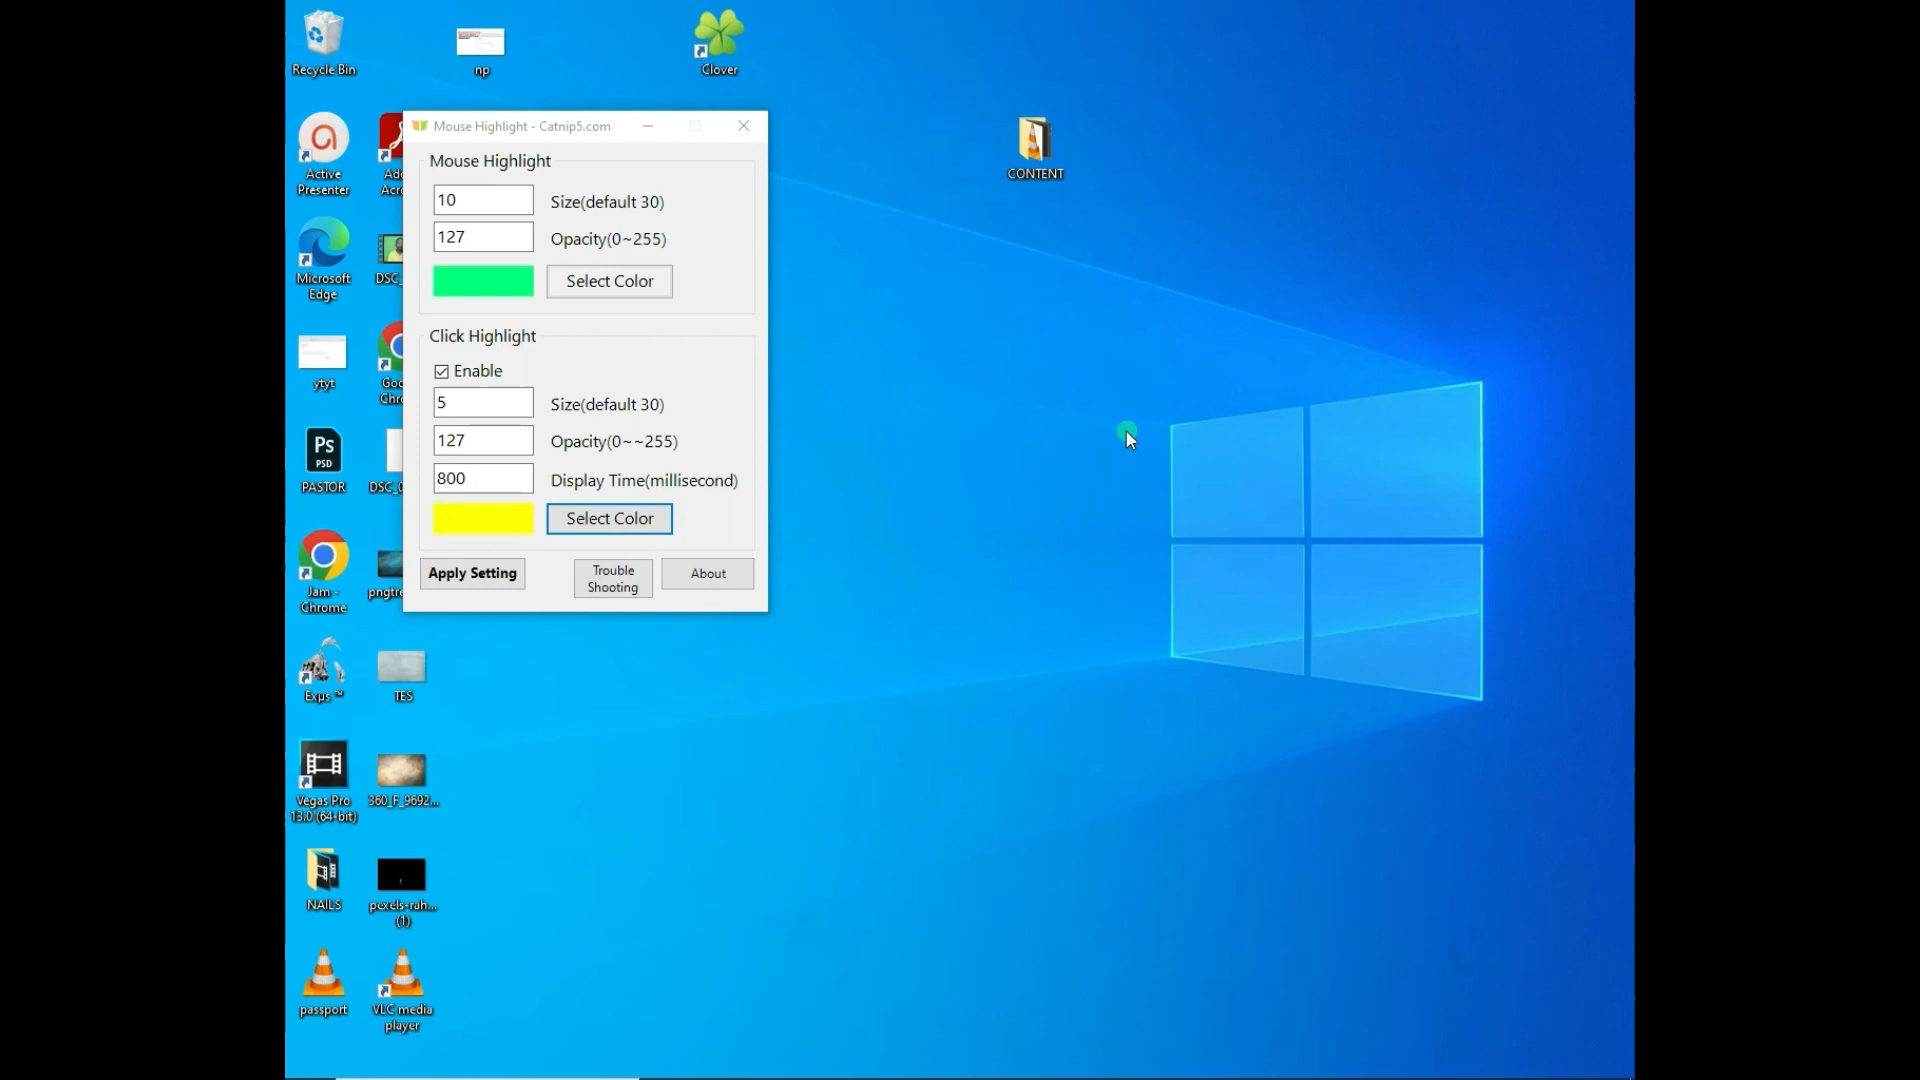 Recycle Bin
np
Clover
Active
Presenter
CONTENT
Microsoft
Edge
DSC_
ytyt
Ps
PSD
PASTOR
Jam -
Chrome
Exps ™
TES
Vegas Pro
13.0 (64-bit)
360_F_9692...
NAILS
pexels-rah...
(1)
passport
VLC media
player
Mouse Highlight - Catnip5.com
Mouse Highlight
10
Size(default 30)
127
Opacity(0~255)
Select Color
Click Highlight
Enable
5
Size(default 30)
127
Opacity(0~~255)
800
Display Time(millisecond)
Select Color
Apply Setting
Trouble
Shooting
About